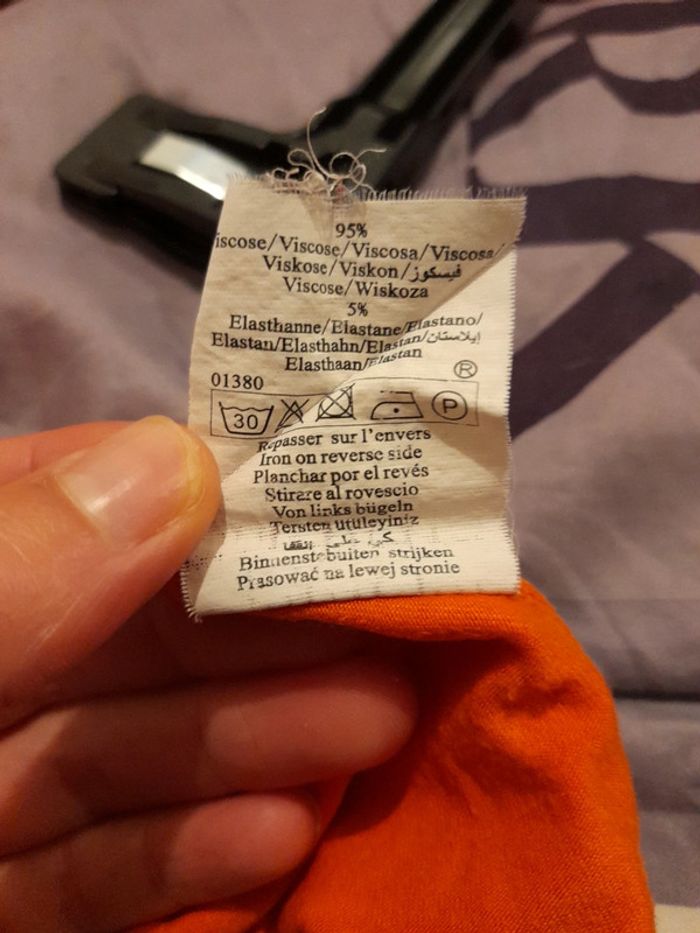 95%
iscose/Viscose/Viscosa/Viscosa/
Viskose/Viskon/فيسكوز
Viscose/Wiskoza
5%
Elasthanne/Elastane/Elastano/
Elastan/Elasthahn/Elastan/إيلاستان
Elasthaan/Elastan
®
01380
30 P
Repasser sur l'envers
Iron on reverse side
Planchar por el revés
Stirare al rovescio
Von links bügeln
Tersten ütüleyiniz
Binnenstebuiten strijken
Prasować na lewej stronie